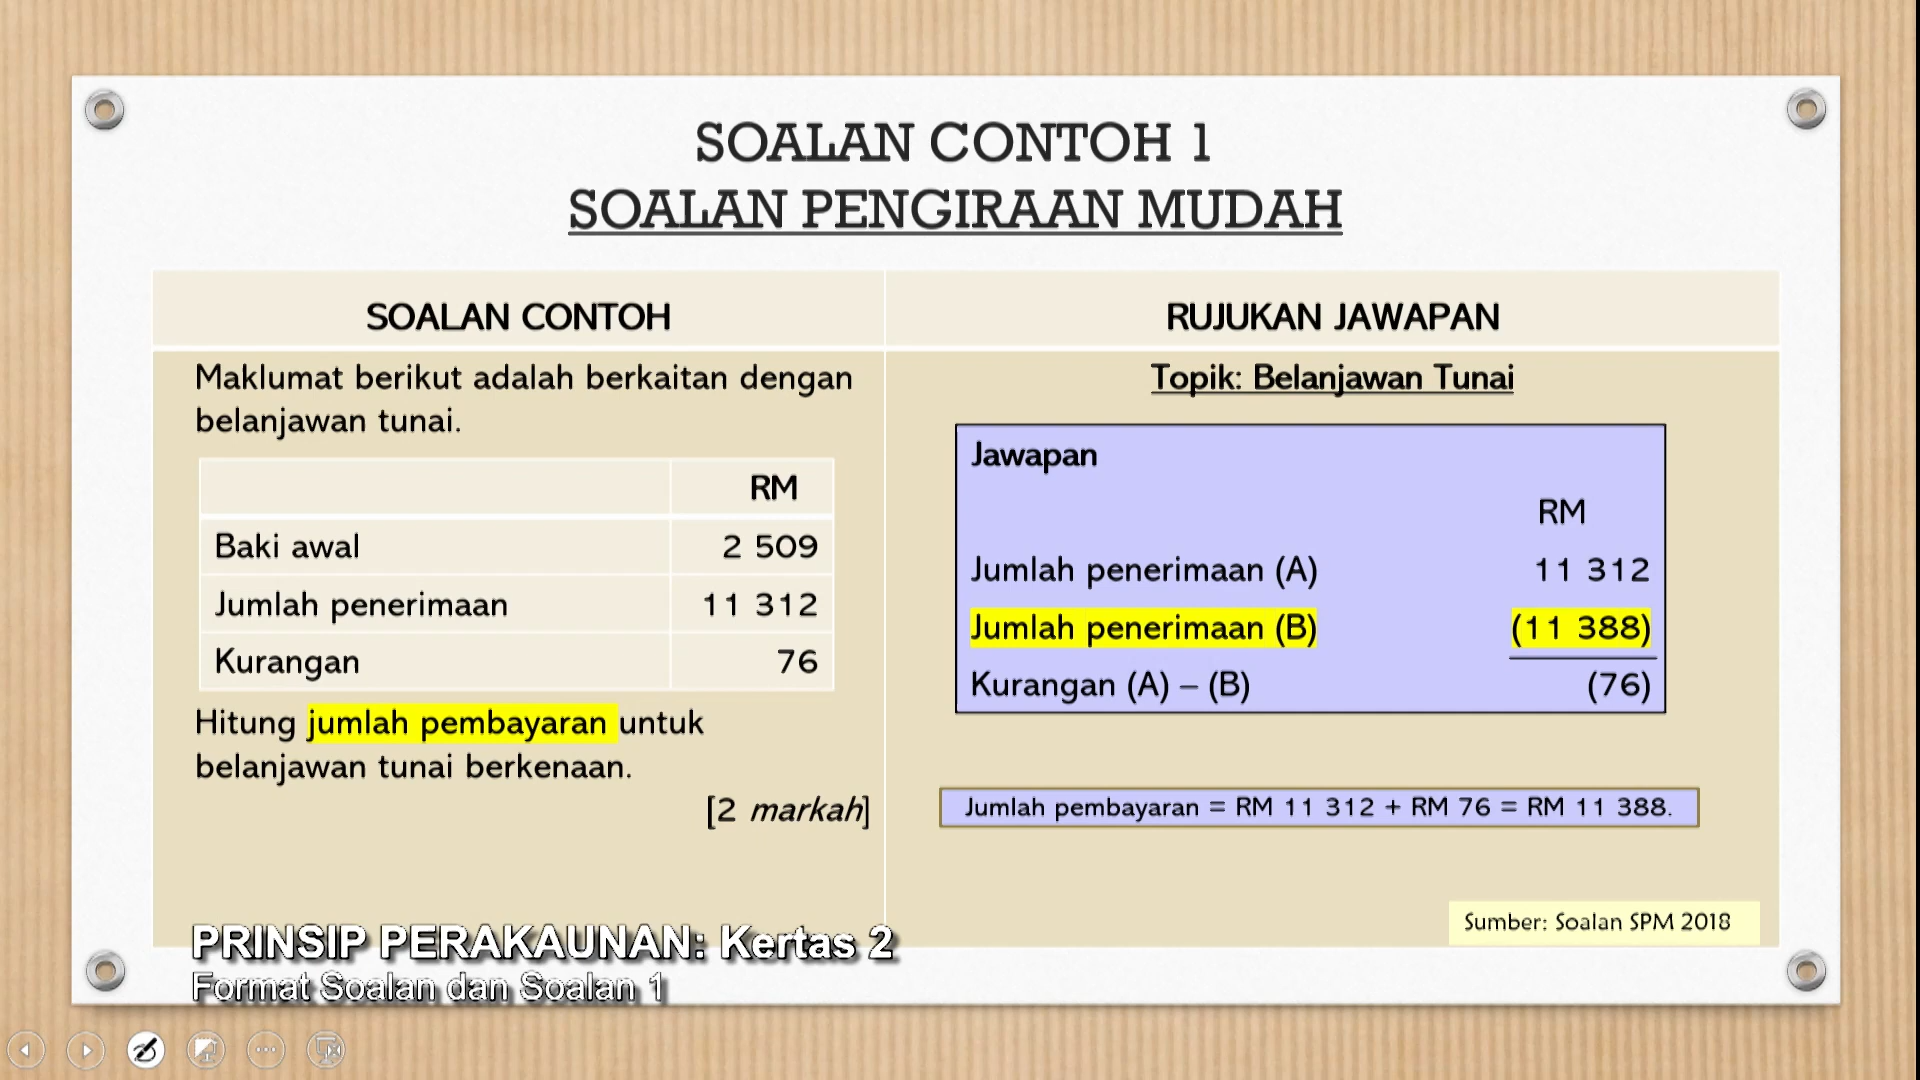 SOALAN CONTOH 1
SOALAN PENGIRAAN MUDAH
SOALAN CONTOH
Maklumat berikut adalah berkaitan dengan
belanjawan tunai.
RM
Baki awal 2 509
Jumlah penerimaan 11 312
Kurangan 76
Hitung jumlah pembayaran untuk
belanjawan tunai berkenaan.
[2 markah]
RUJUKAN JAWAPAN
Topik: Belanjawan Tunai
Jawapan
RM
Jumlah penerimaan (A) 11 312
Jumlah penerimaan (B) (11 388)
Kurangan (A) – (B) (76)
Jumlah pembayaran = RM 11 312 + RM 76 = RM 11 388.
Sumber: Soalan SPM 2018
PRINSIP PERAKAUNAN: Kertas 2
Format Soalan dan Soalan 1